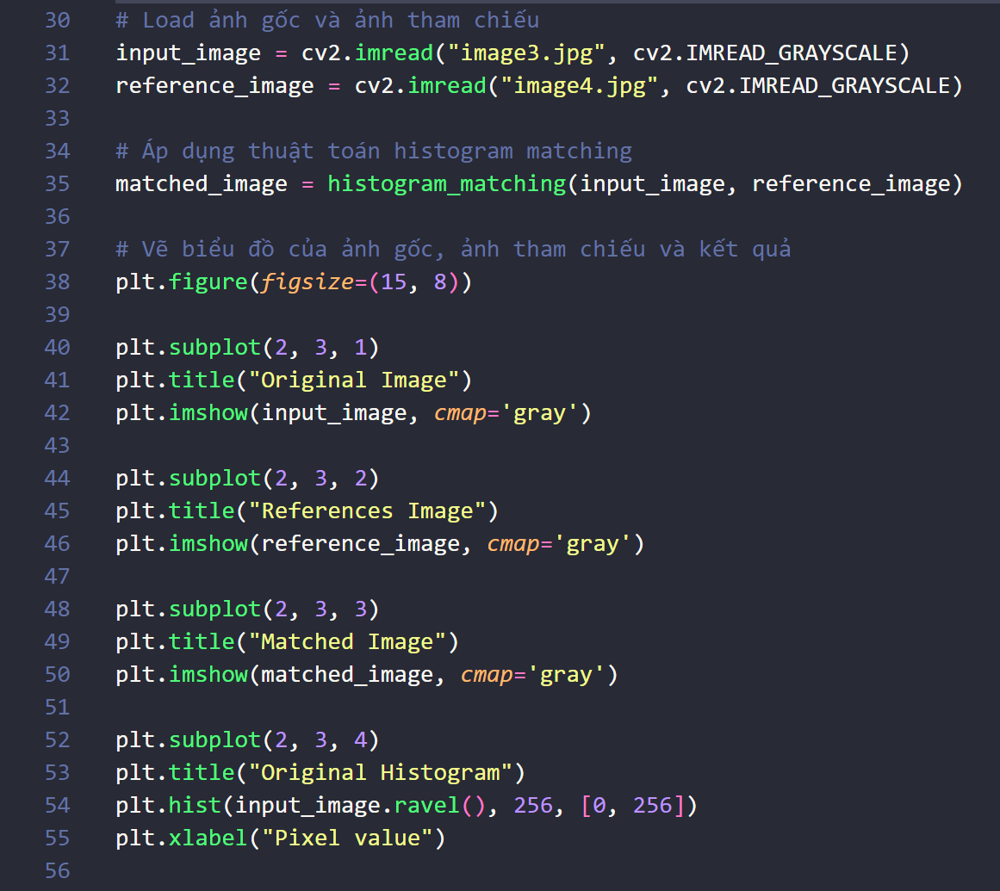 30 # Load ảnh gốc và ảnh tham chiếu
31 input_image = cv2.imread("image3.jpg", cv2.IMREAD_GRAYSCALE)
32 reference_image = cv2.imread("image4.jpg", cv2.IMREAD_GRAYSCALE)
33
34 # Áp dụng thuật toán histogram matching
35 matched_image = histogram_matching(input_image, reference_image)
36
37 # Vẽ biểu đồ của ảnh gốc, ảnh tham chiếu và kết quả
38 plt.figure(figsize=(15, 8))
39
40 plt.subplot(2, 3, 1)
41 plt.title("Original Image")
42 plt.imshow(input_image, cmap='gray')
43
44 plt.subplot(2, 3, 2)
45 plt.title("References Image")
46 plt.imshow(reference_image, cmap='gray')
47
48 plt.subplot(2, 3, 3)
49 plt.title("Matched Image")
50 plt.imshow(matched_image, cmap='gray')
51
52 plt.subplot(2, 3, 4)
53 plt.title("Original Histogram")
54 plt.hist(input_image.ravel(), 256, [0, 256])
55 plt.xlabel("Pixel value")
56